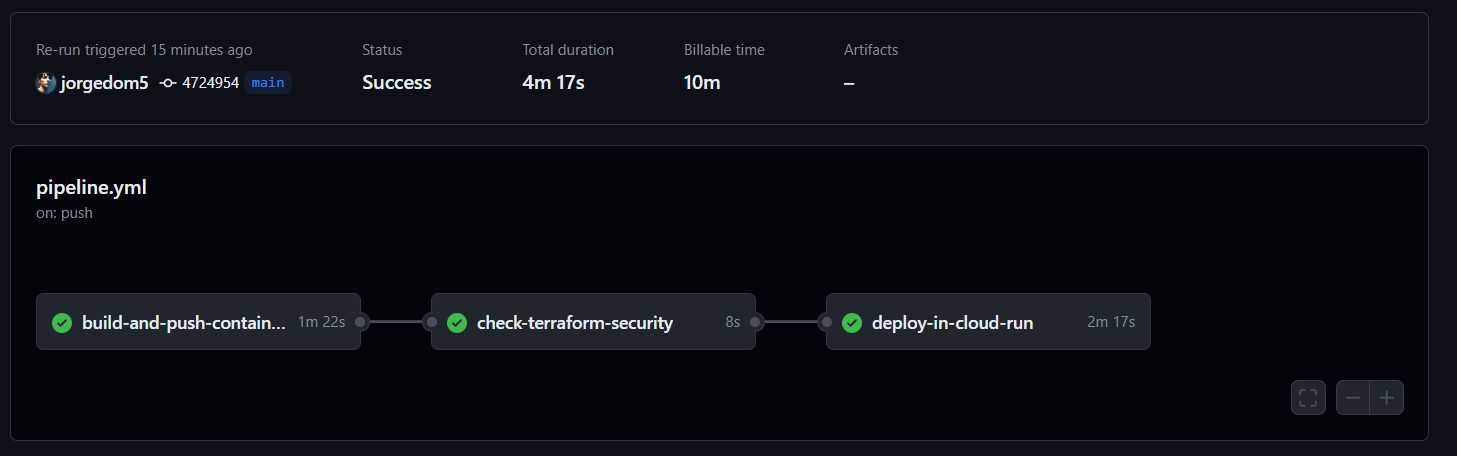 Re-run triggered 15 minutes ago
jorgedom5 4724954 main
Status
Success
Total duration
4m 17s
Billable time
10m
Artifacts
–
pipeline.yml
on: push
build-and-push-contain... 1m 22s
check-terraform-security 8s
deploy-in-cloud-run 2m 17s